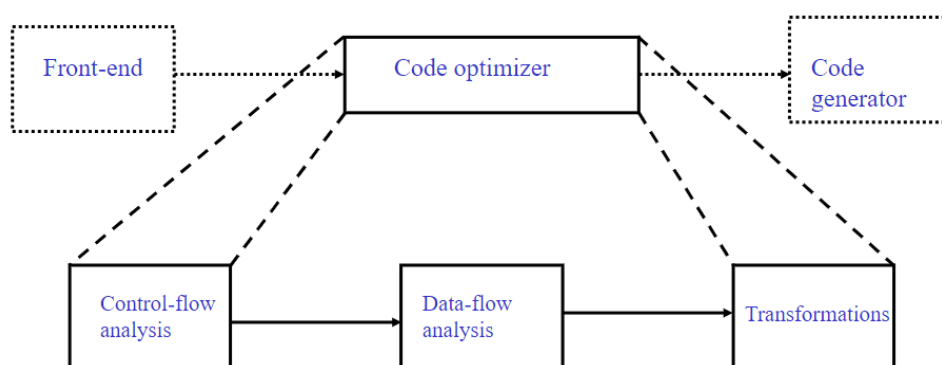 Front-end
Code optimizer
Code
generator
Control-flow
analysis
Data-flow
analysis
Transformations